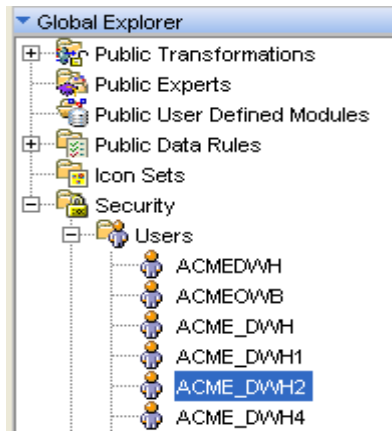 Global Explorer
Public Transformations
Public Experts
Public User Defined Modules
Public Data Rules
Icon Sets
Security
Users
ACMEDWH
ACMEOWB
ACME_DWH
ACME_DWH1
ACME_DWH2
ACME_DWH4